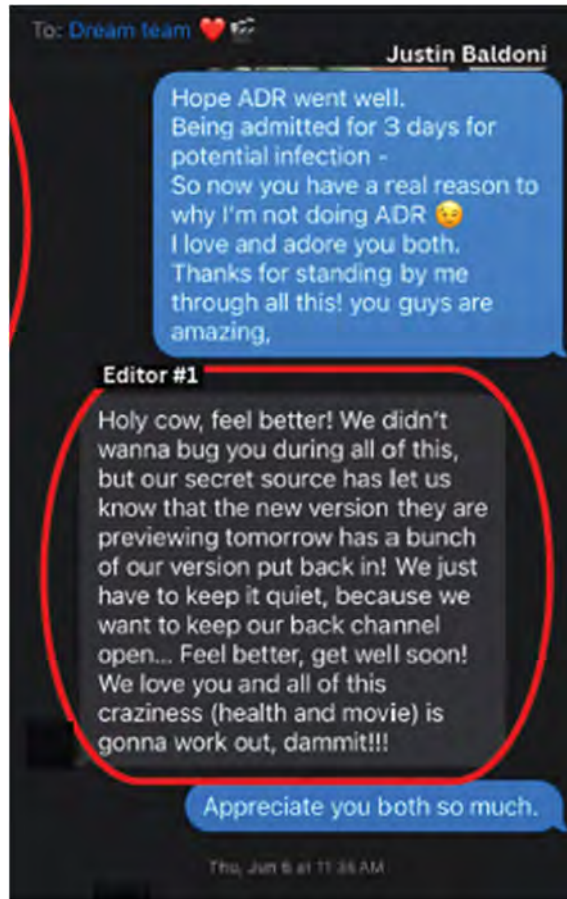 To: Dream team ❤️🎬
Justin Baldoni
Hope ADR went well.
Being admitted for 3 days for
potential infection -
So now you have a real reason to
why I'm not doing ADR 😉
I love and adore you both.
Thanks for standing by me
through all this! you guys are
amazing,
Editor #1
Holy cow, feel better! We didn't
wanna bug you during all of this,
but our secret source has let us
know that the new version they are
previewing tomorrow has a bunch
of our version put back in! We just
have to keep it quiet, because we
want to keep our back channel
open... Feel better, get well soon!
We love you and all of this
craziness (health and movie) is
gonna work out, dammit!!!
Appreciate you both so much.
Thu, Jun 6 at 11:36 AM